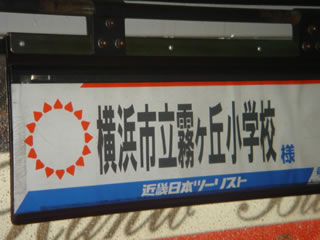 横浜市立霧ヶ丘小学校 様
近畿日本ツーリスト